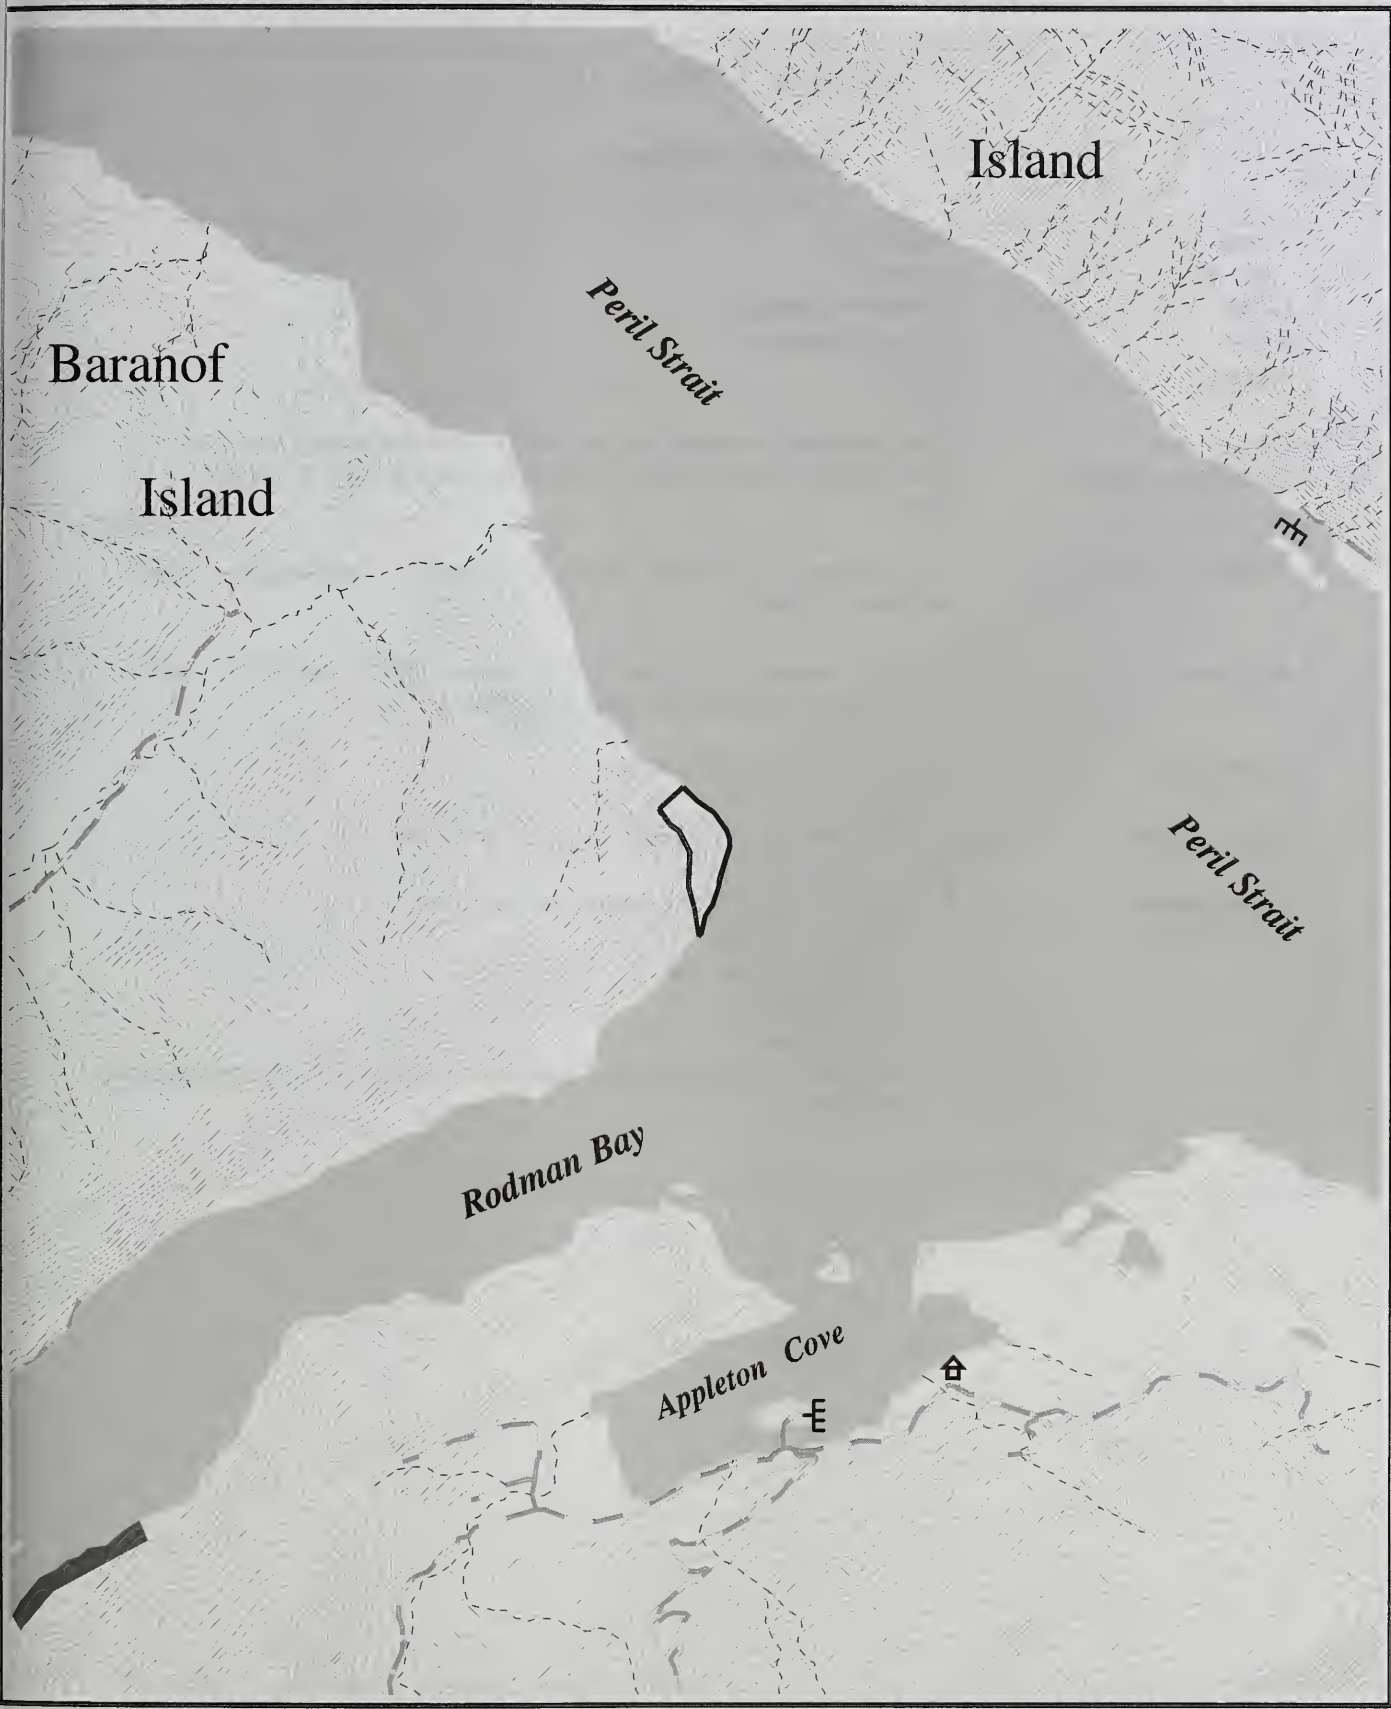 Island
Peril Strait
Baranof
Island
Peril Strait
Rodman Bay
Appleton Cove